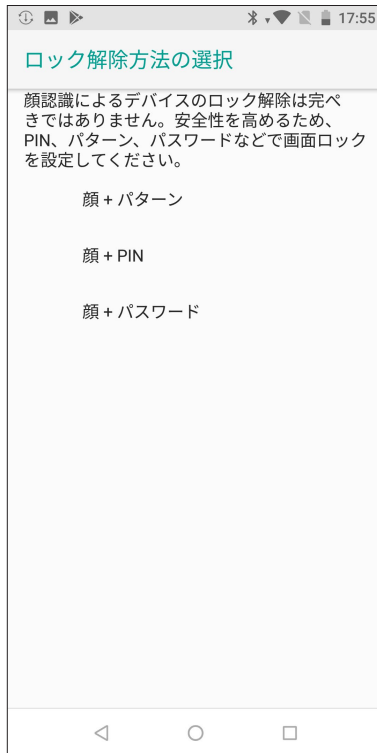 17:55
ロック解除方法の選択
顔認識によるデバイスのロック解除は完ぺ
きではありません。安全性を高めるため、
PIN、パターン、パスワードなどで画面ロック
を設定してください。
顔 + パターン
顔 + PIN
顔 + パスワード